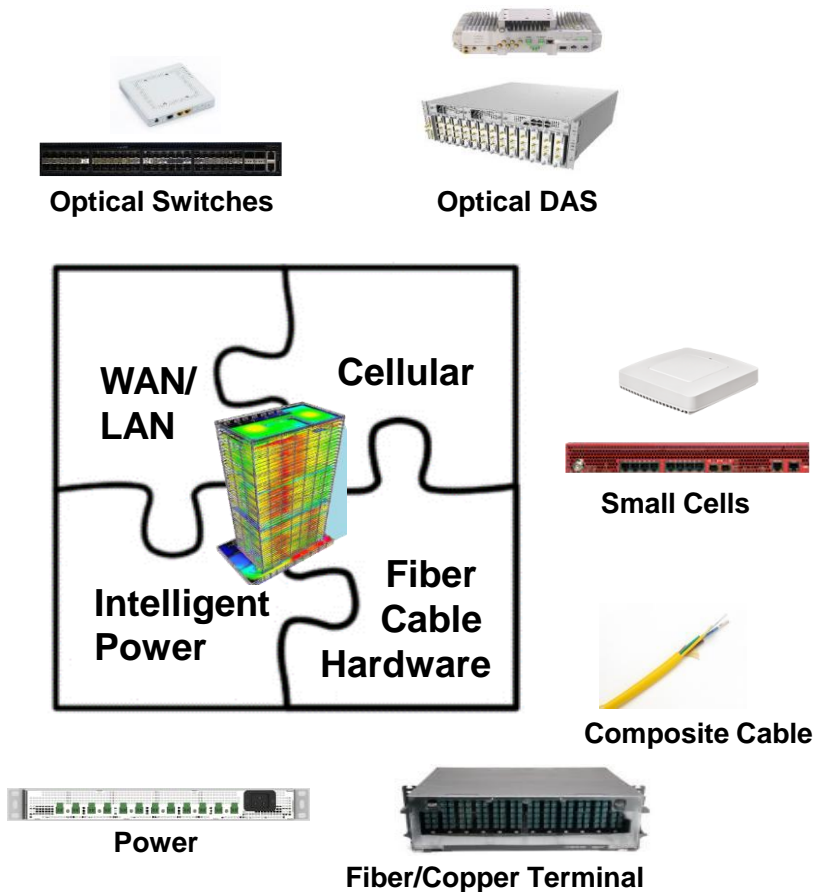 Optical Switches
Optical DAS
WAN/
LAN
Cellular
Small Cells
Intelligent
Power
Fiber
Cable
Hardware
Composite Cable
Power
Fiber/Copper Terminal